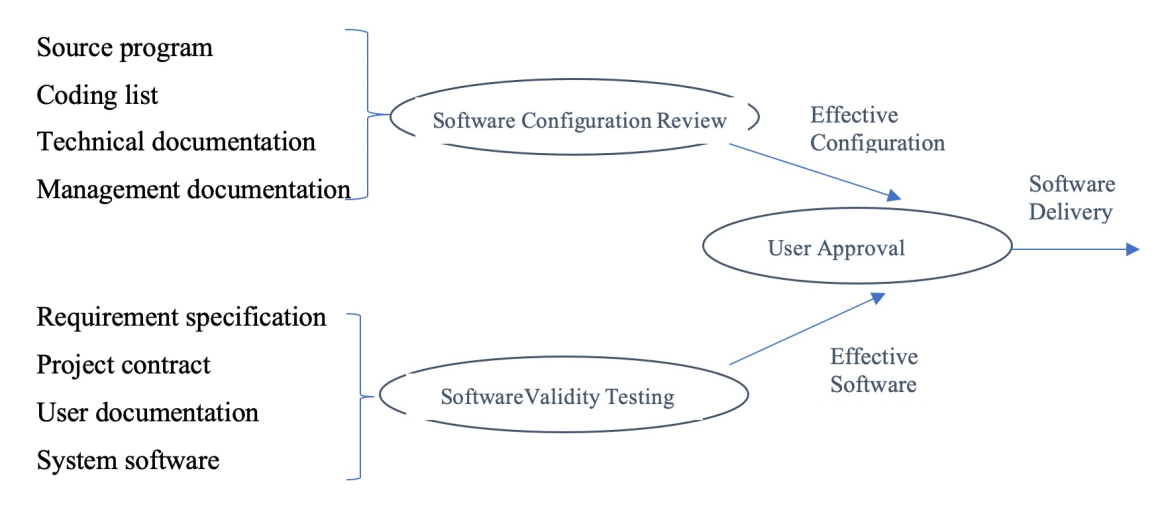 Source program
Coding list
Technical documentation
Management documentation
Software Configuration Review
Effective
Configuration
Software
Delivery
User Approval
Requirement specification
Project contract
User documentation
System software
SoftwareValidity Testing
Effective
Software